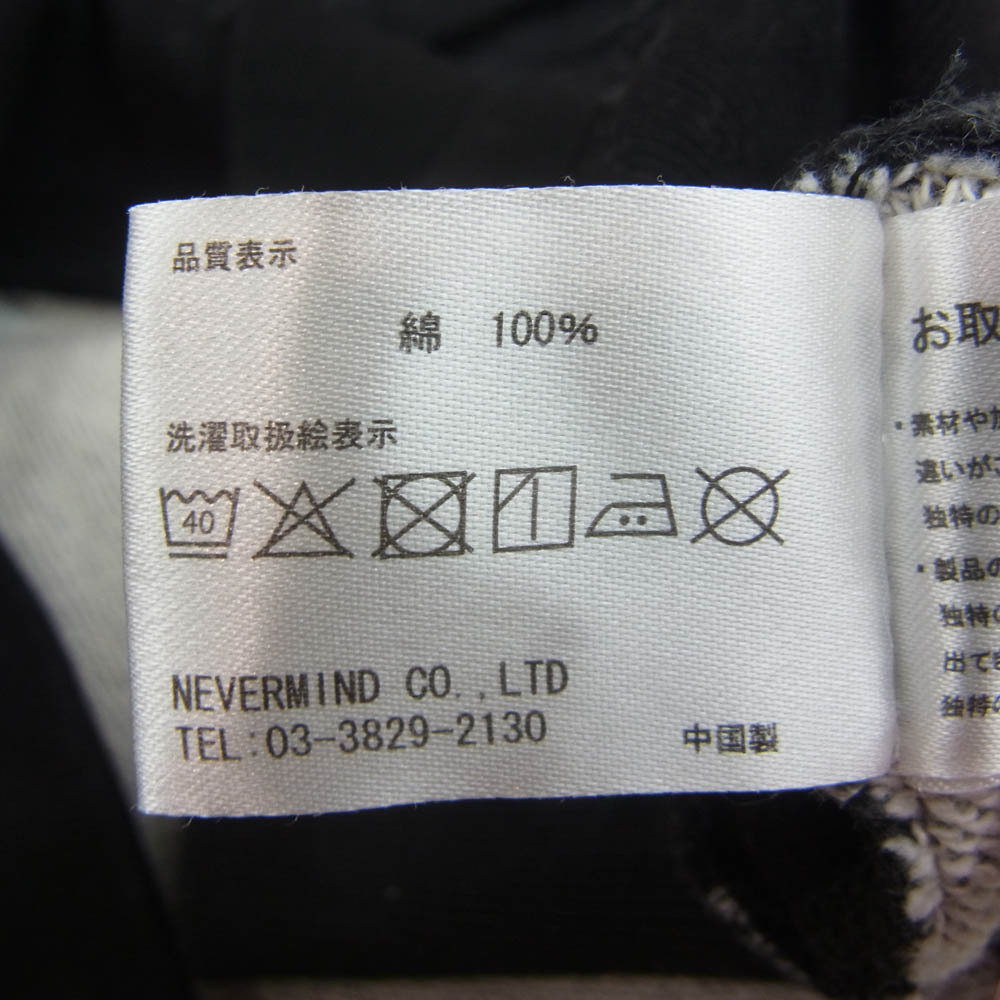 品質表示
綿 100%
洗濯取扱絵表示
40
NEVERMIND CO.,LTD
TEL:03-3829-2130
中国製
お取
・素材や
違いが
独特の
・製品の
独特の
出て
独特の